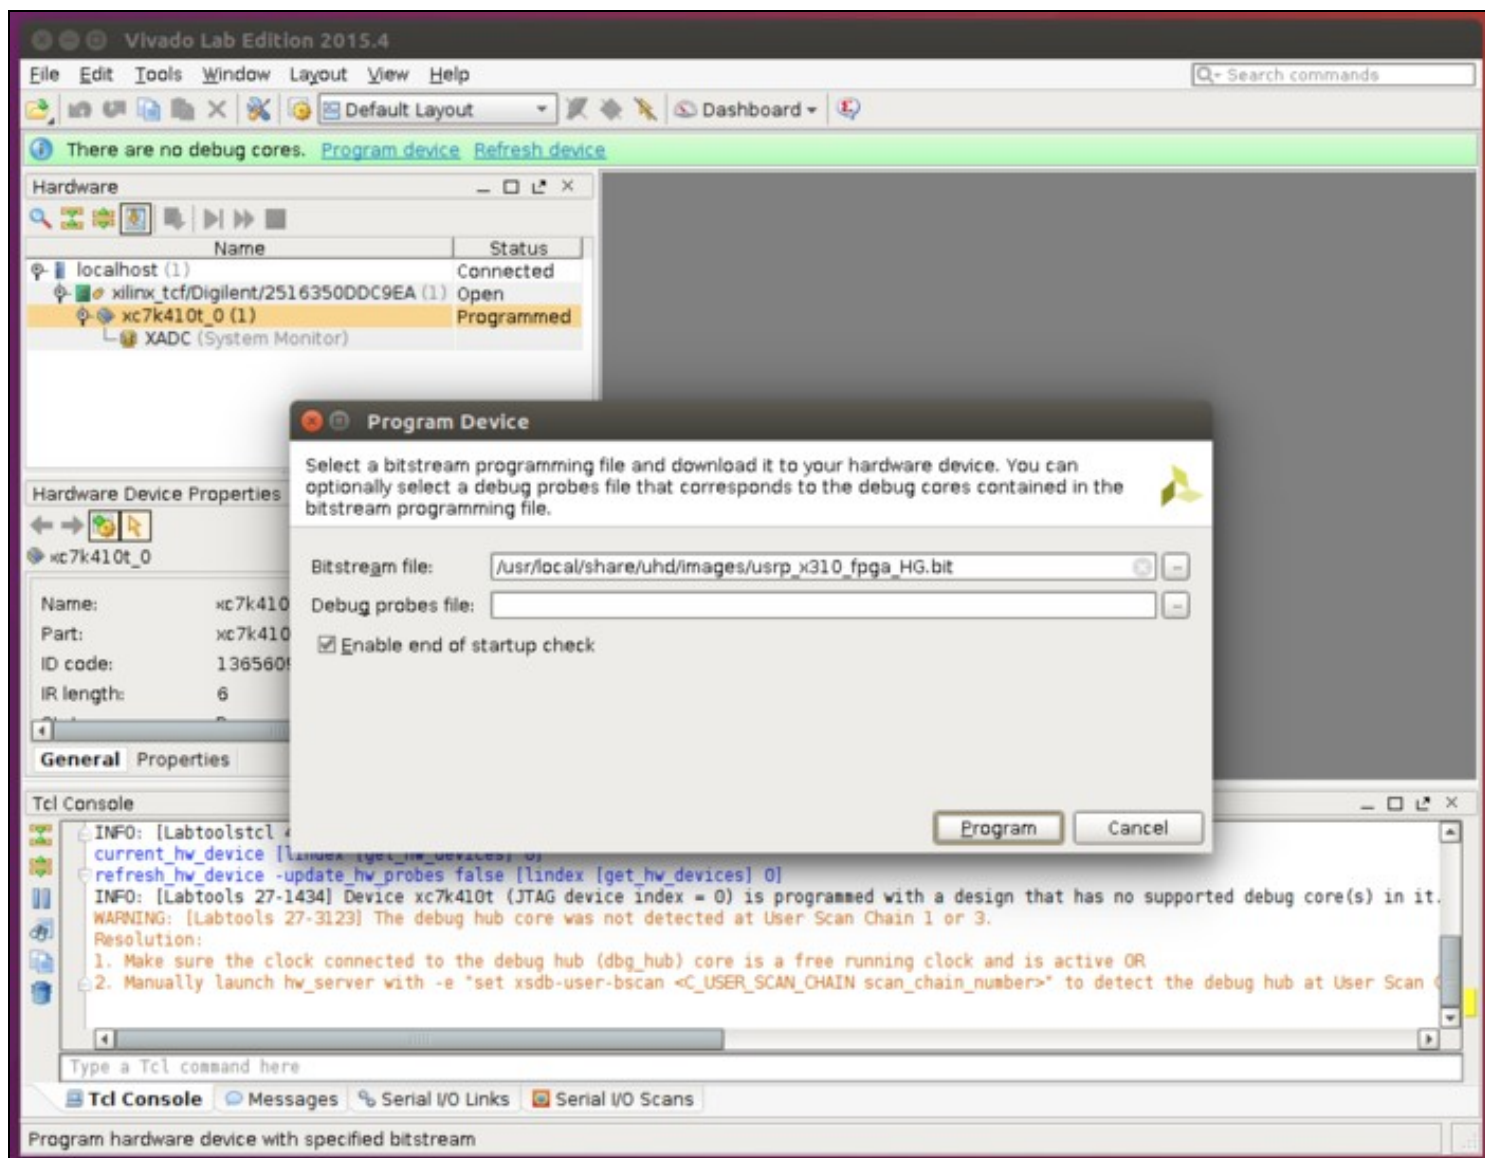 Vivado Lab Edition 2015.4
File Edit Tools Window Layout View Help
Search commands
Default Layout
Dashboard
There are no debug cores. Program device Refresh device
Hardware
Name Status
localhost (1) Connected
xilinx_tcf/Digilent/2516350DDC9EA (1) Open
xc7k410t_0 (1) Programmed
XADC (System Monitor)
Program Device
Select a bitstream programming file and download it to your hardware device. You can
optionally select a debug probes file that corresponds to the debug cores contained in the
bitstream programming file.
Bitstream file: /usr/local/share/uhd/images/usrp_x310_fpga_HG.bit
Debug probes file:
Enable end of startup check
Program Cancel
Hardware Device Properties
xc7k410t_0
Name: xc7k410
Part: xc7k410
ID code: 1365609
IR length: 6
General Properties
Tcl Console
INFO: [Labtoolstcl
current_hw_device [lindex [get_hw_devices] 0]
refresh_hw_device -update_hw_probes false [lindex [get_hw_devices] 0]
INFO: [Labtools 27-1434] Device xc7k410t (JTAG device index = 0) is programmed with a design that has no supported debug core(s) in it.
WARNING: [Labtools 27-3123] The debug hub core was not detected at User Scan Chain 1 or 3.
Resolution:
1. Make sure the clock connected to the debug hub (dbg_hub) core is a free running clock and is active OR
2. Manually launch hw_server with -e "set xsdb-user-bscan <C_USER_SCAN_CHAIN scan_chain_number>" to detect the debug hub at User Scan
Type a Tcl command here
Tcl Console Messages Serial I/O Links Serial I/O Scans
Program hardware device with specified bitstream